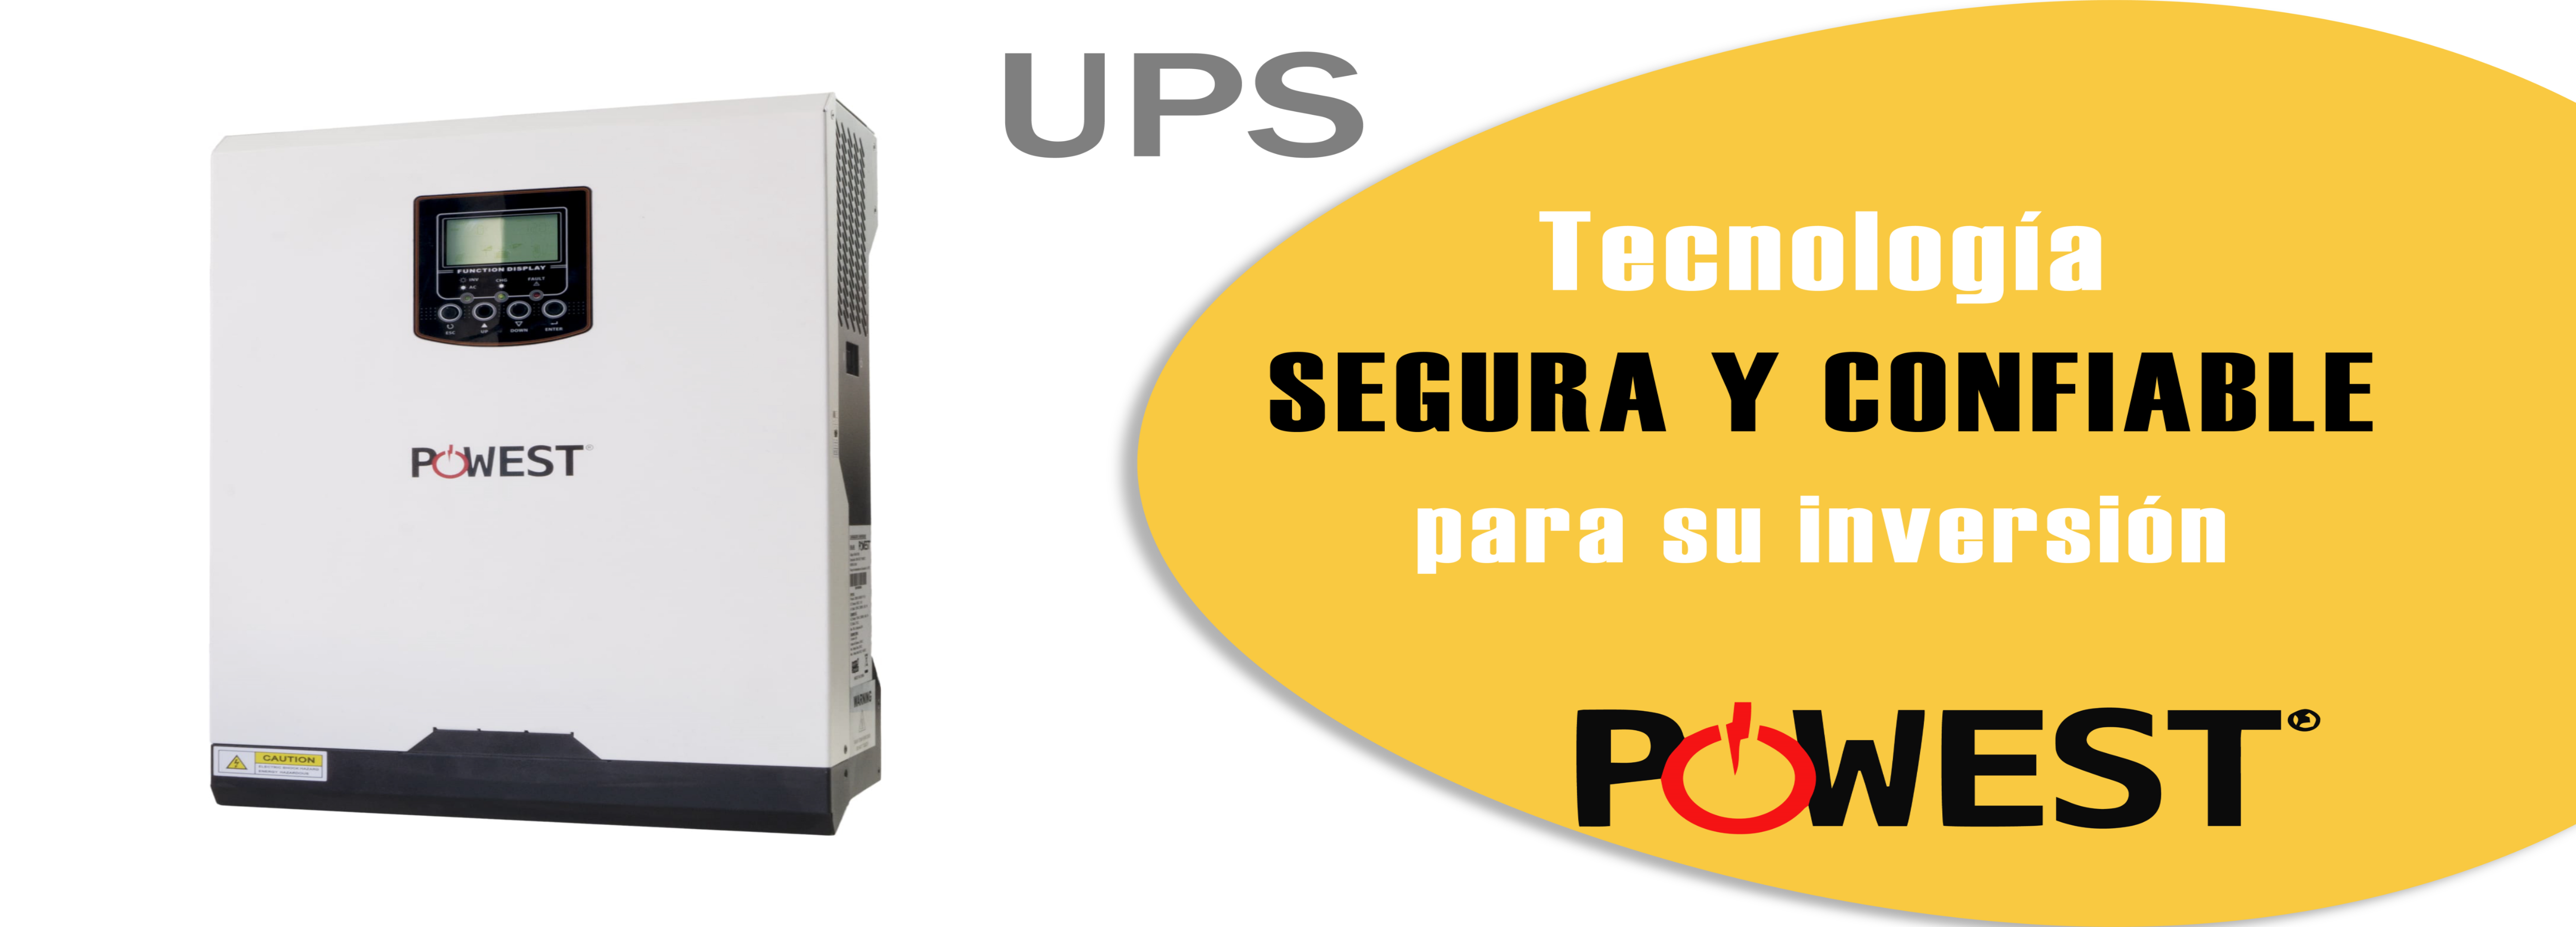 UPS
Tecnología
SEGURA Y CONFIABLE
para su inversión
POWEST®
FUNCTION DISPLAY
INV CHG FAULT
AC
ESC UP DOWN ENTER
POWEST®
POWEST
WARNING
CAUTION